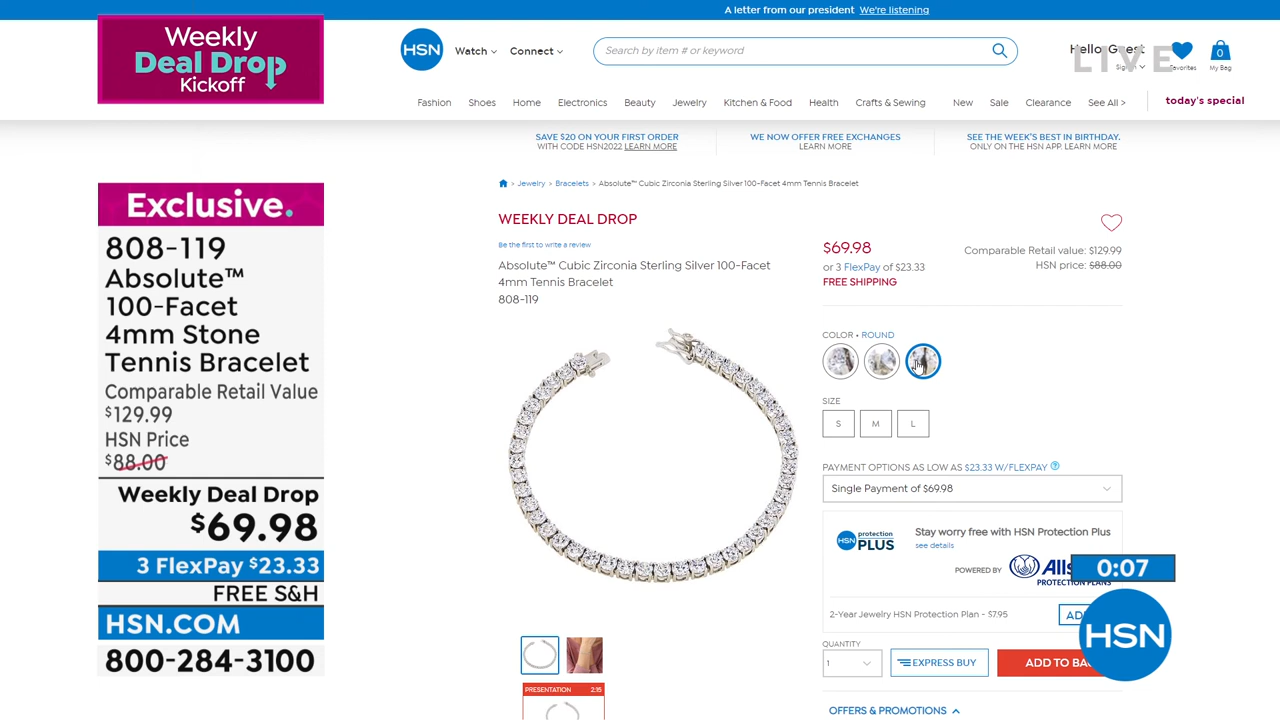 A letter from our president We're listening
Weekly
Deal Drop
Kickoff
HSN
Watch
Connect
Search by item # or keyword
Hello Guest
LIVE
Favorites
0
My Bag
Fashion Shoes Home Electronics Beauty Jewelry Kitchen & Food Health Crafts & Sewing New Sale Clearance See All >
today's special
SAVE $20 ON YOUR FIRST ORDER
WITH CODE HSN2022 LEARN MORE
WE NOW OFFER FREE EXCHANGES
LEARN MORE
SEE THE WEEK'S BEST IN BIRTHDAY.
ONLY ON THE HSN APP. LEARN MORE
> Jewelry > Bracelets > Absolute™ Cubic Zirconia Sterling Silver 100-Facet 4mm Tennis Bracelet
Exclusive.
808-119
Absolute™
100-Facet
4mm Stone
Tennis Bracelet
Comparable Retail Value
$129.99
HSN Price
$88.00
Weekly Deal Drop
$69.98
3 FlexPay $23.33
FREE S&H
HSN.COM
800-284-3100
WEEKLY DEAL DROP
Be the first to write a review
Absolute™ Cubic Zirconia Sterling Silver 100-Facet
4mm Tennis Bracelet
808-119
$69.98
or 3 FlexPay of $23.33
FREE SHIPPING
Comparable Retail value: $129.99
HSN price: $88.00
COLOR • ROUND
SIZE
S
M
L
PAYMENT OPTIONS AS LOW AS $23.33 W/FLEXPAY ?
Single Payment of $69.98
HSN protection
PLUS
Stay worry free with HSN Protection Plus
see details
POWERED BY
PROTECTION PLANS
0:07
2-Year Jewelry HSN Protection Plan - $7.95
HSN
QUANTITY
1
EXPRESS BUY
ADD TO
PRESENTATION 2:15
OFFERS & PROMOTIONS